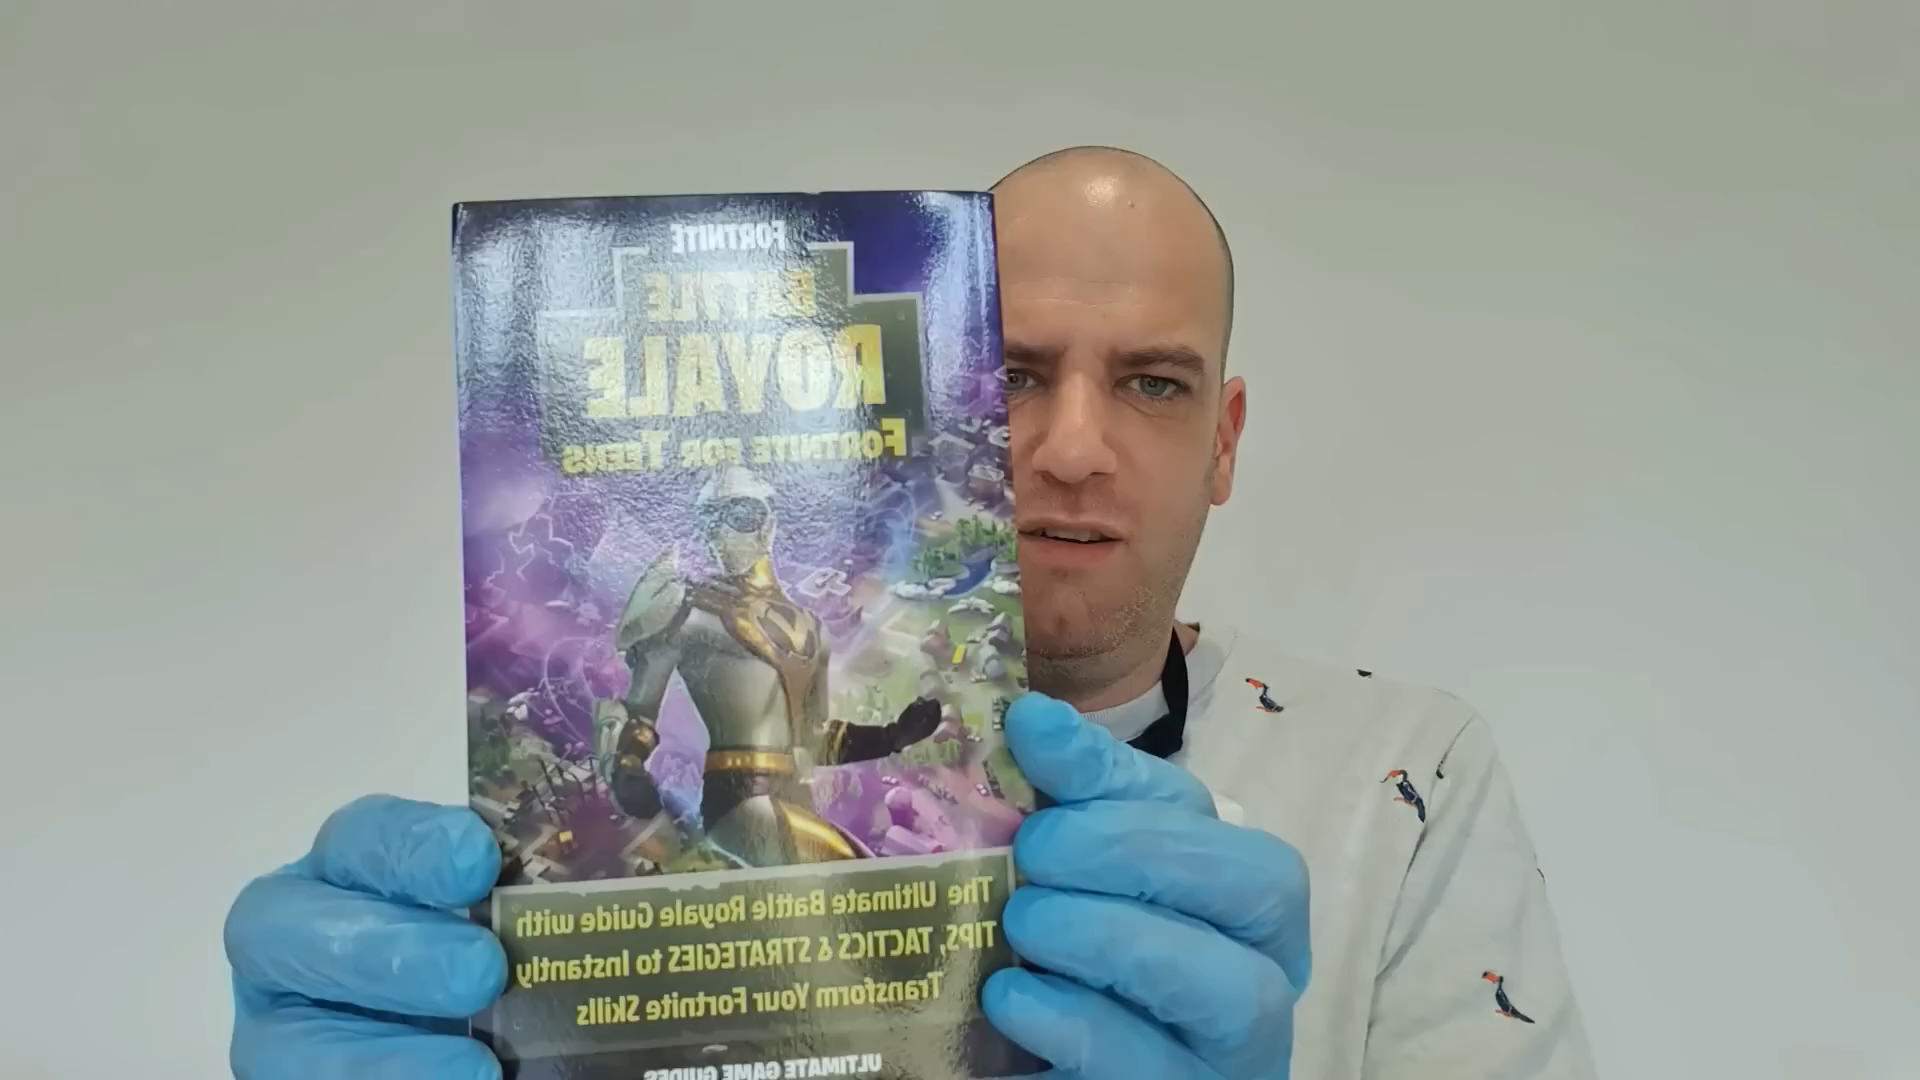 FORTNITE
BATTLE
ROYALE
FORTNITE FOR TEENS
The Ultimate Battle Royale Guide with
TIPS, TACTICS & STRATEGIES to Instantly
Transform Your Fortnite Skills
ULTIMATE GAME GUIDES